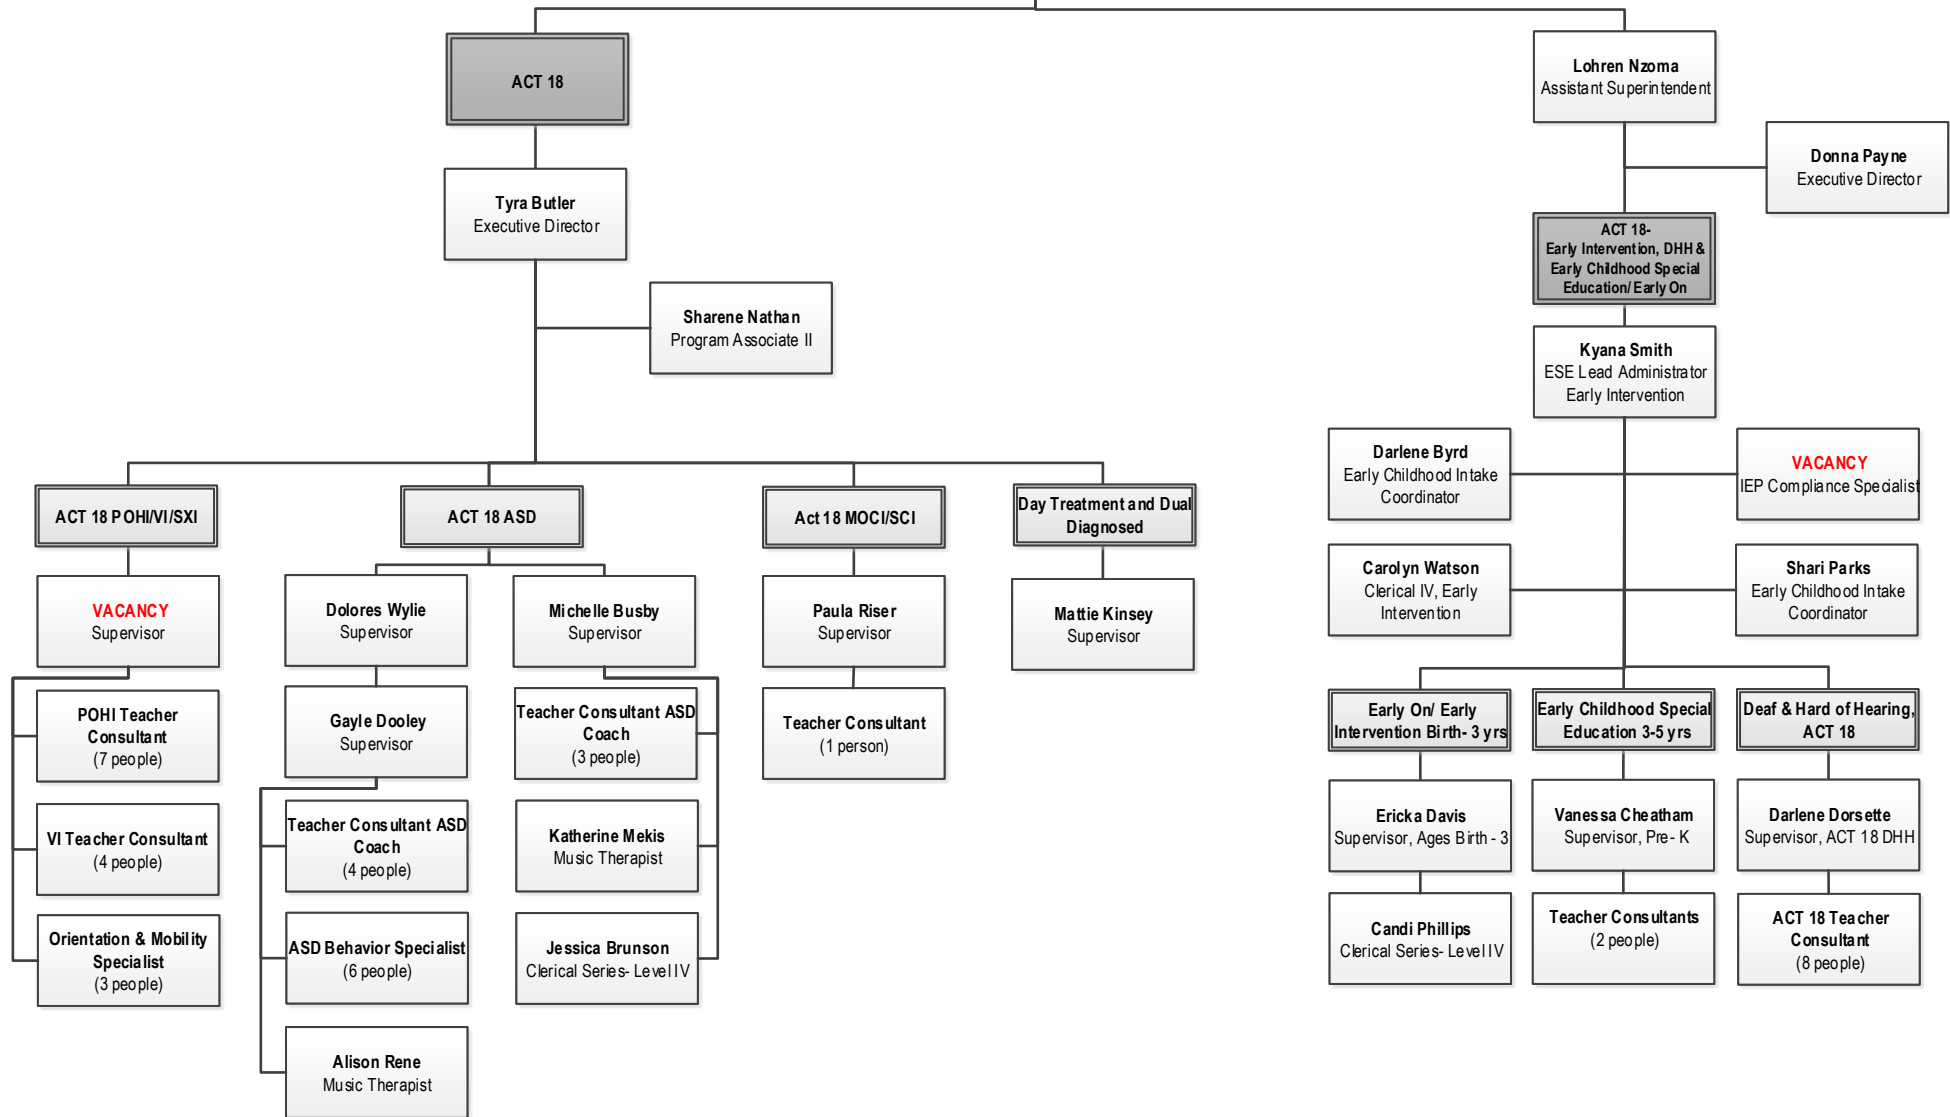 ACT 18
Tyra Butler
Executive Director
Sharene Nathan
Program Associate II
ACT 18 POHI/VI/SXI
VACANCY
Supervisor
POHI Teacher
Consultant
(7 people)
VI Teacher Consultant
(4 people)
Orientation & Mobility
Specialist
(3 people)
ACT 18 ASD
Dolores Wylie
Supervisor
Gayle Dooley
Supervisor
Teacher Consultant ASD
Coach
(4 people)
ASD Behavior Specialist
(6 people)
Alison Rene
Music Therapist
Michelle Busby
Supervisor
Teacher Consultant ASD
Coach
(3 people)
Katherine Mekis
Music Therapist
Jessica Brunson
Clerical Series- Level IV
Act 18 MOCI/SCI
Paula Riser
Supervisor
Teacher Consultant
(1 person)
Day Treatment and Dual
Diagnosed
Mattie Kinsey
Supervisor
Lohren Nzoma
Assistant Superintendent
Donna Payne
Executive Director
ACT 18-
Early Intervention, DHH &
Early Childhood Special
Education/ Early On
Kyana Smith
ESE Lead Administrator
Early Intervention
Darlene Byrd
Early Childhood Intake
Coordinator
VACANCY
IEP Compliance Specialist
Carolyn Watson
Clerical IV, Early
Intervention
Shari Parks
Early Childhood Intake
Coordinator
Early On/ Early
Intervention Birth- 3 yrs
Ericka Davis
Supervisor, Ages Birth - 3
Candi Phillips
Clerical Series- Level IV
Early Childhood Special
Education 3-5 yrs
Vanessa Cheatham
Supervisor, Pre- K
Teacher Consultants
(2 people)
Deaf & Hard of Hearing,
ACT 18
Darlene Dorsette
Supervisor, ACT 18 DHH
ACT 18 Teacher
Consultant
(8 people)